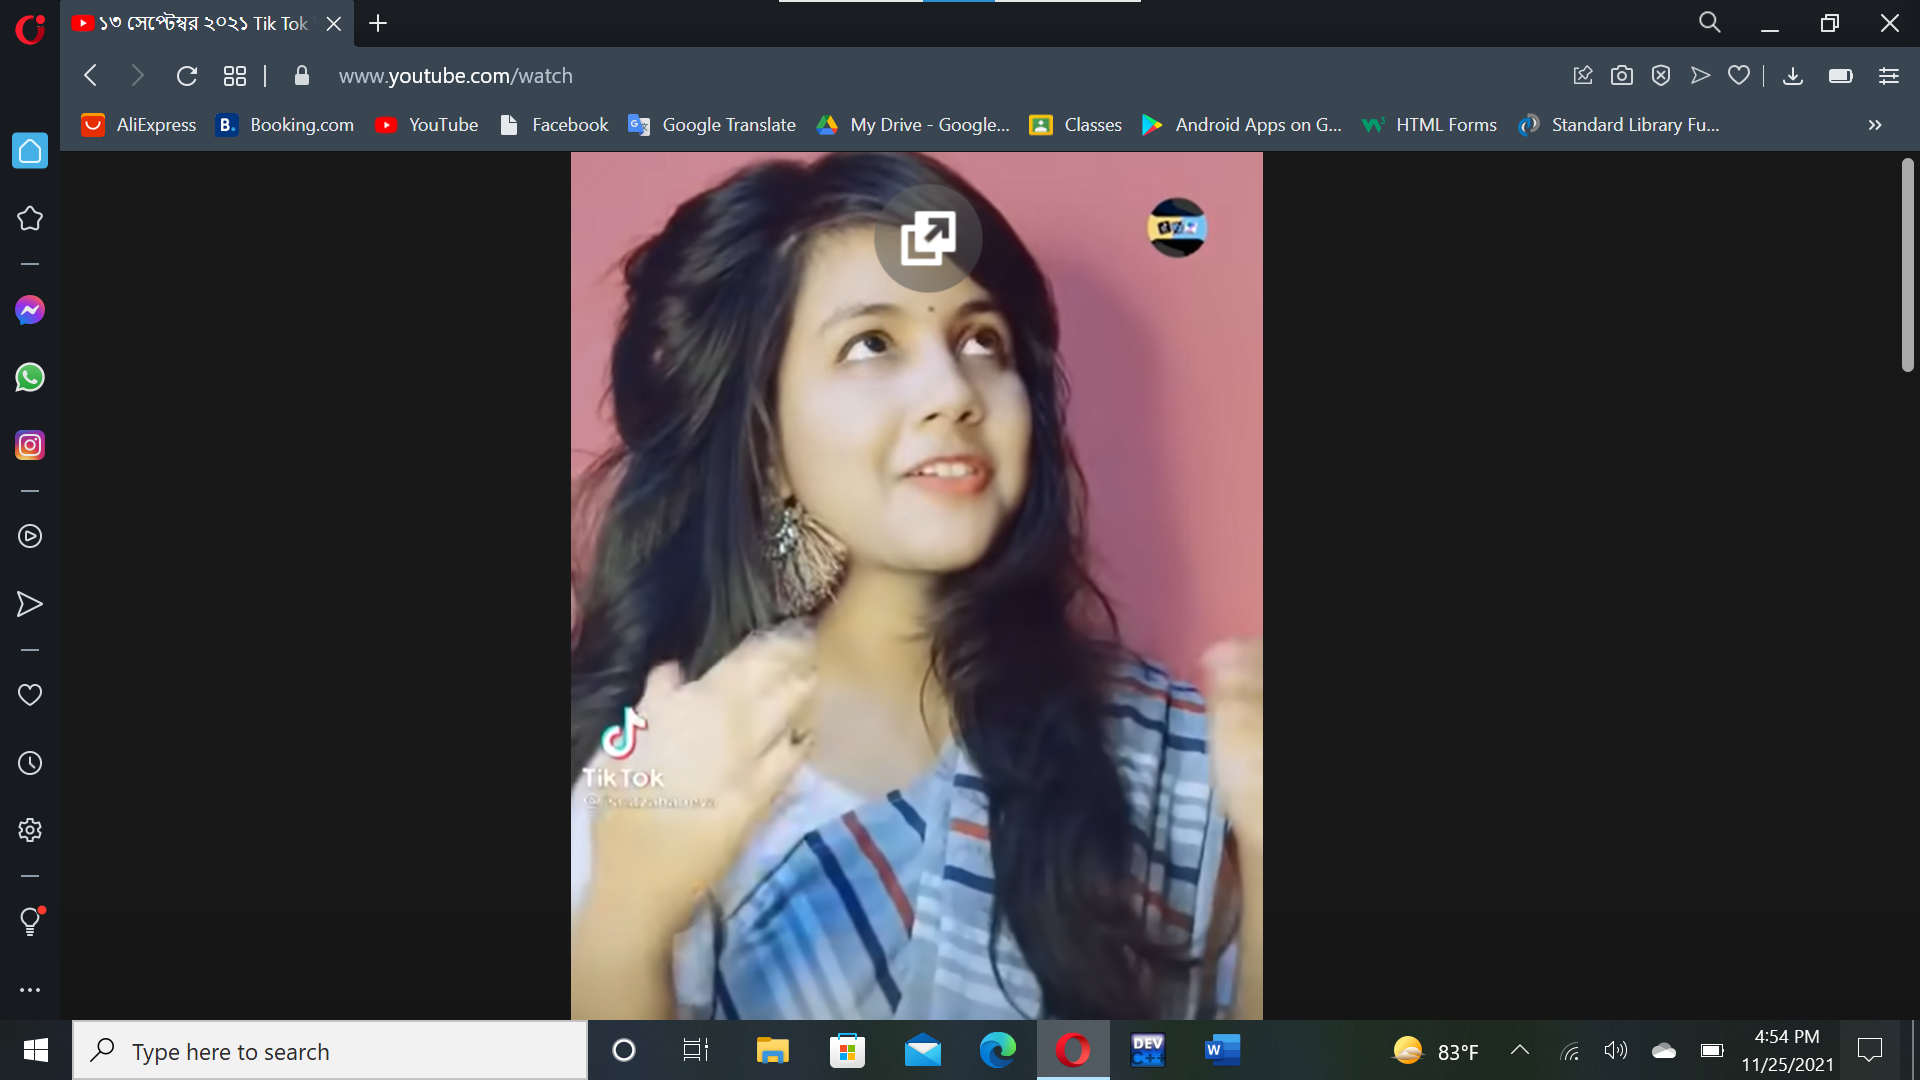 ১৩ সেপ্টেম্বর ২০২১ Tik Tok
www.youtube.com/watch
AliExpress
B. Booking.com
YouTube
Facebook
Google Translate
My Drive - Google...
Classes
Android Apps on G...
HTML Forms
Standard Library Fu...
TikTok
Type here to search
DEV C++
W
83°F
4:54 PM
11/25/2021